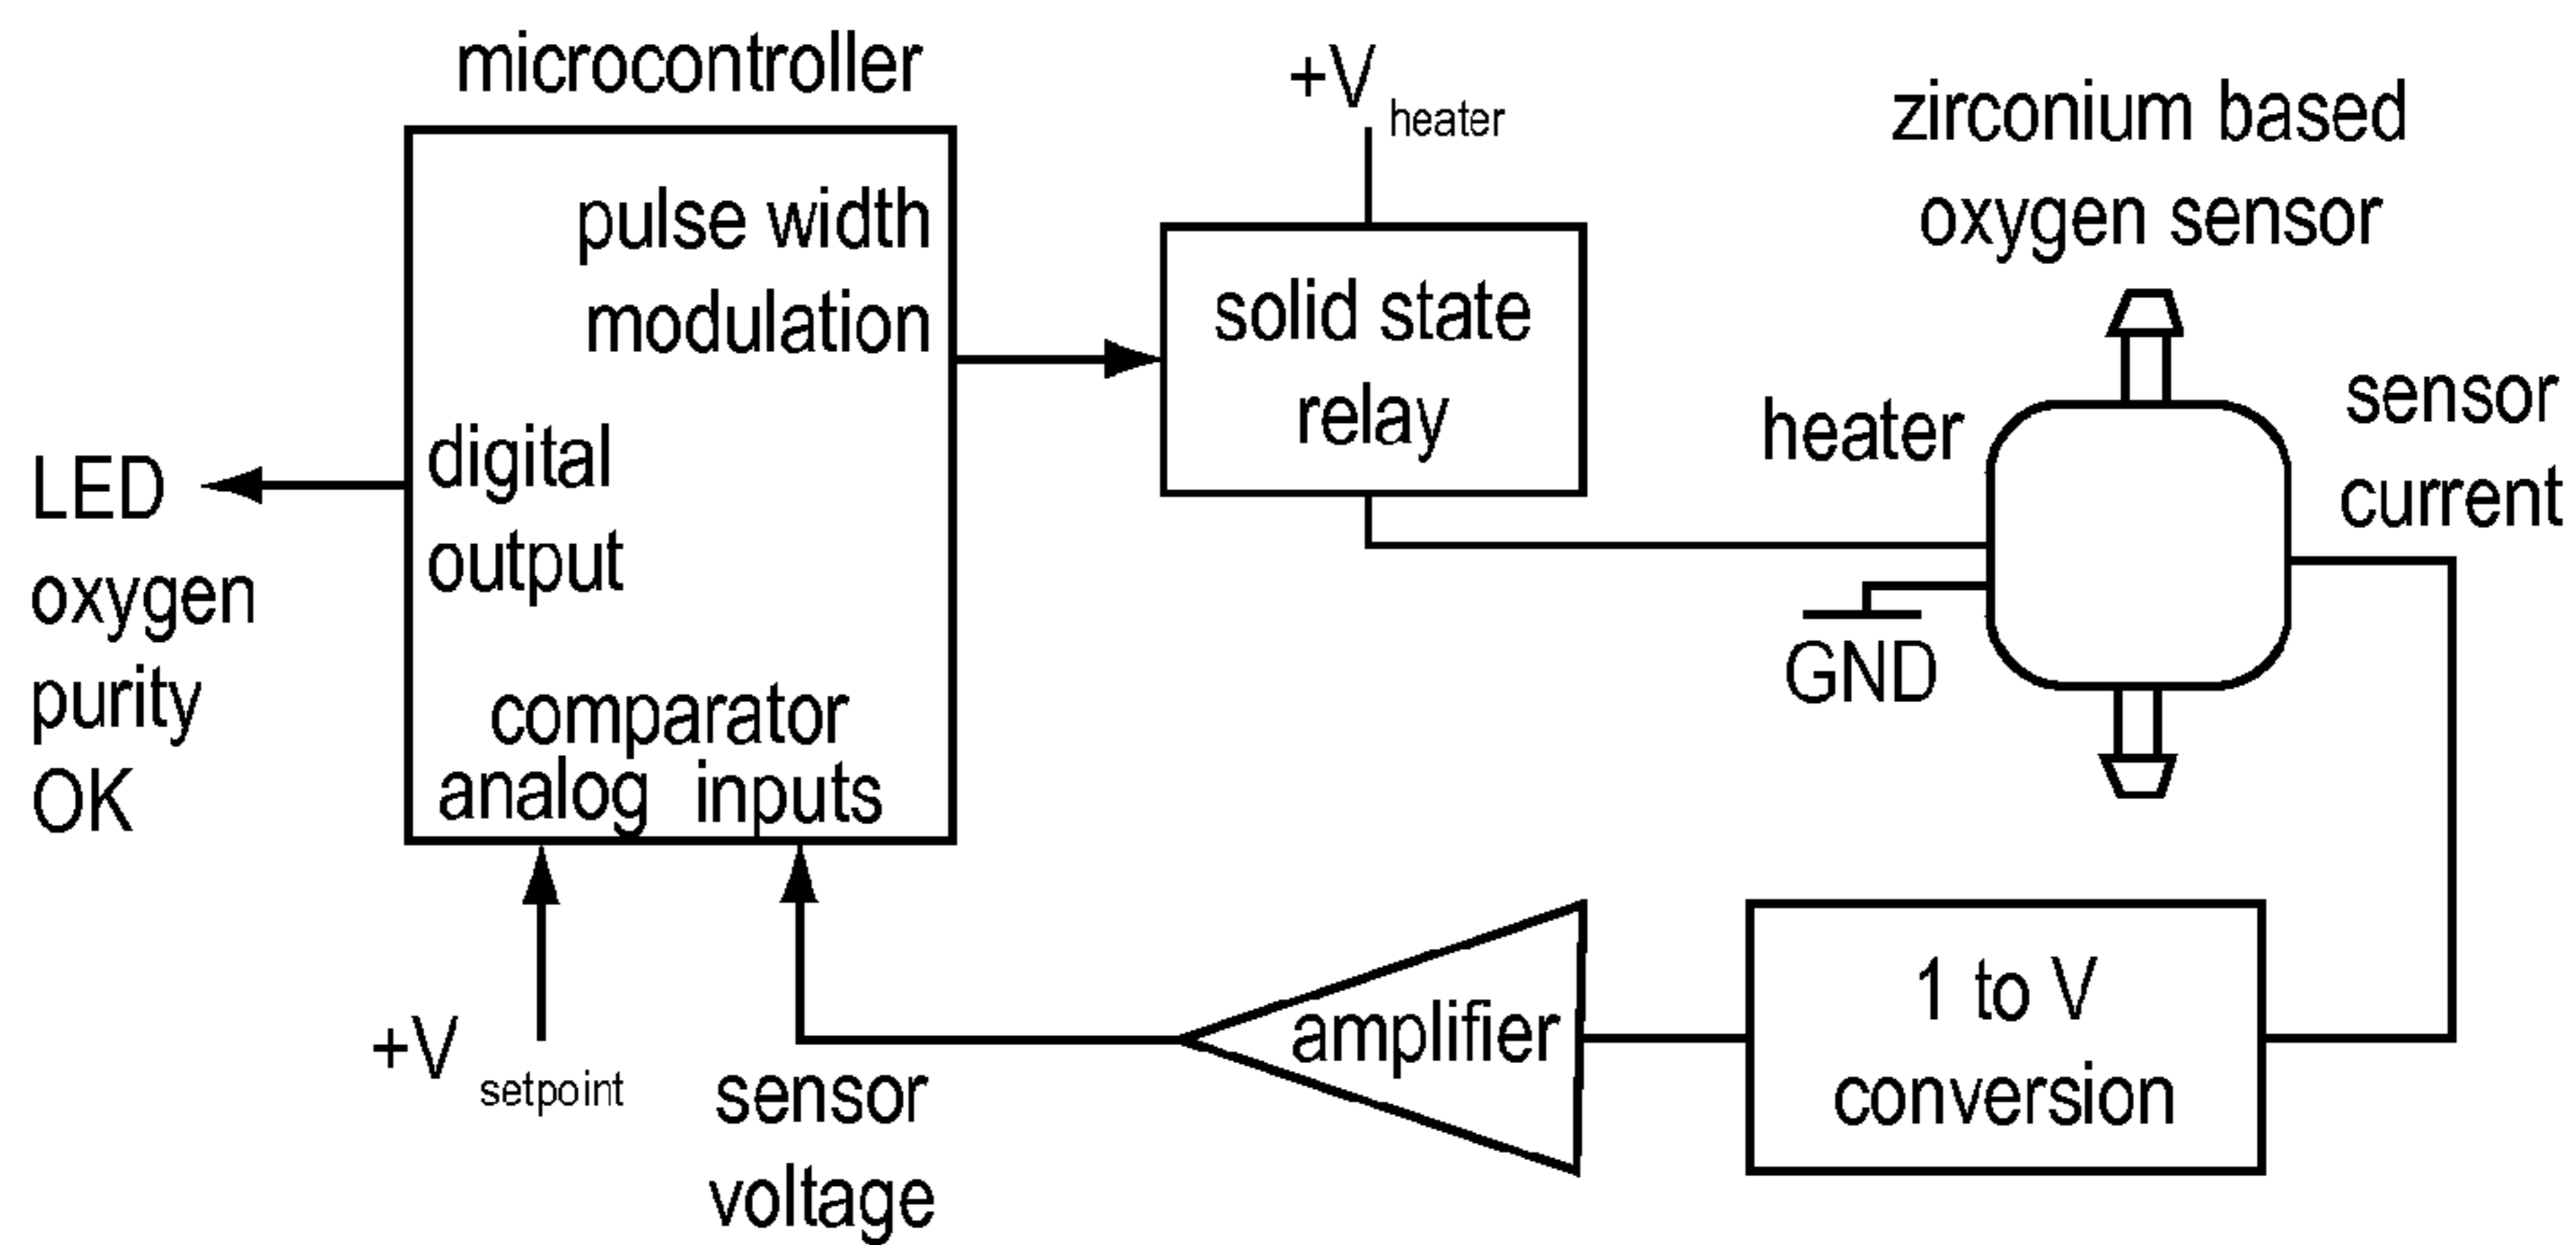 microcontroller
pulse width
modulation
digital
output
comparator
analog inputs
LED
oxygen
purity
OK
+V setpoint
sensor
voltage
+V heater
solid state
relay
zirconium based
oxygen sensor
heater
GND
sensor
current
amplifier
1 to V
conversion